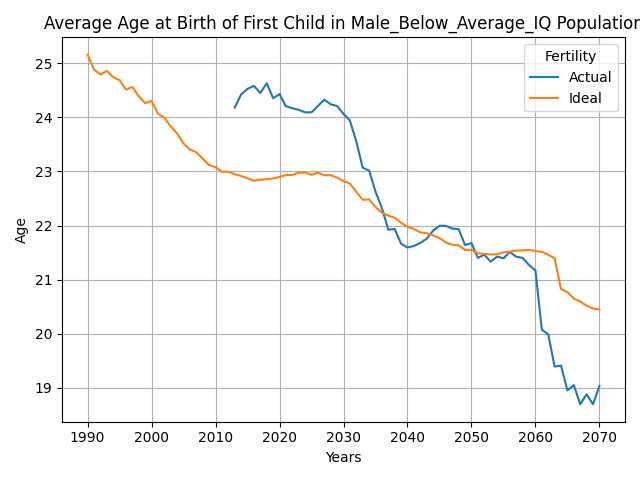 Average Age at Birth of First Child in Male_Below_Average_IQ Population
Fertility
Actual
Ideal
25
24
23
22
21
20
19
Age
1990 2000 2010 2020 2030 2040 2050 2060 2070
Years